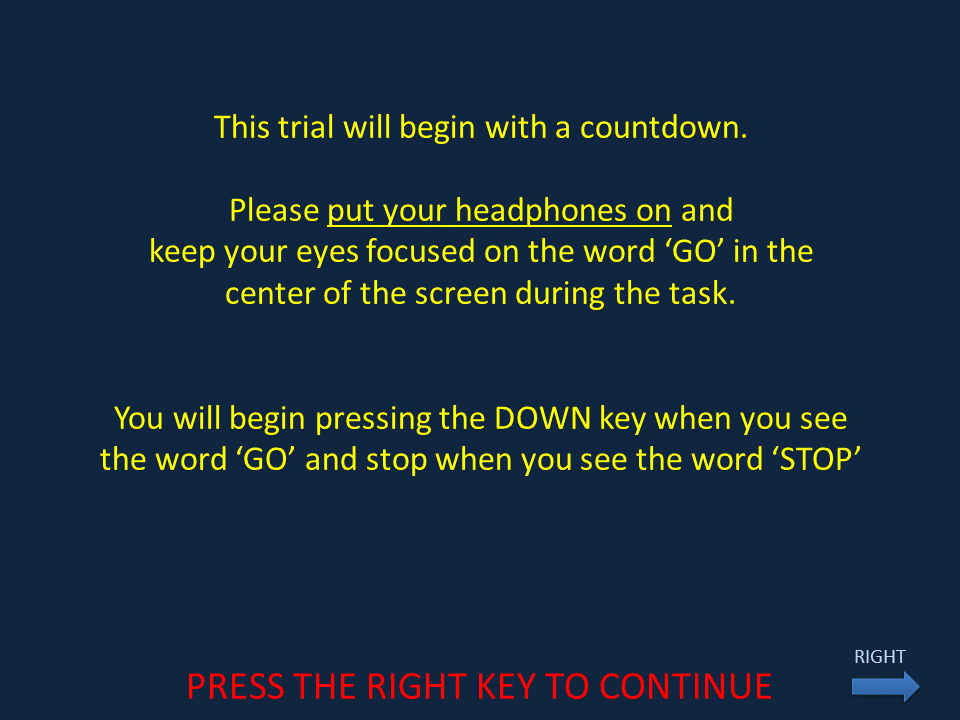 This trial will begin with a countdown.
Please put your headphones on and
keep your eyes focused on the word ‘GO’ in the
center of the screen during the task.
You will begin pressing the DOWN key when you see
the word ‘GO’ and stop when you see the word ‘STOP’
RIGHT
PRESS THE RIGHT KEY TO CONTINUE